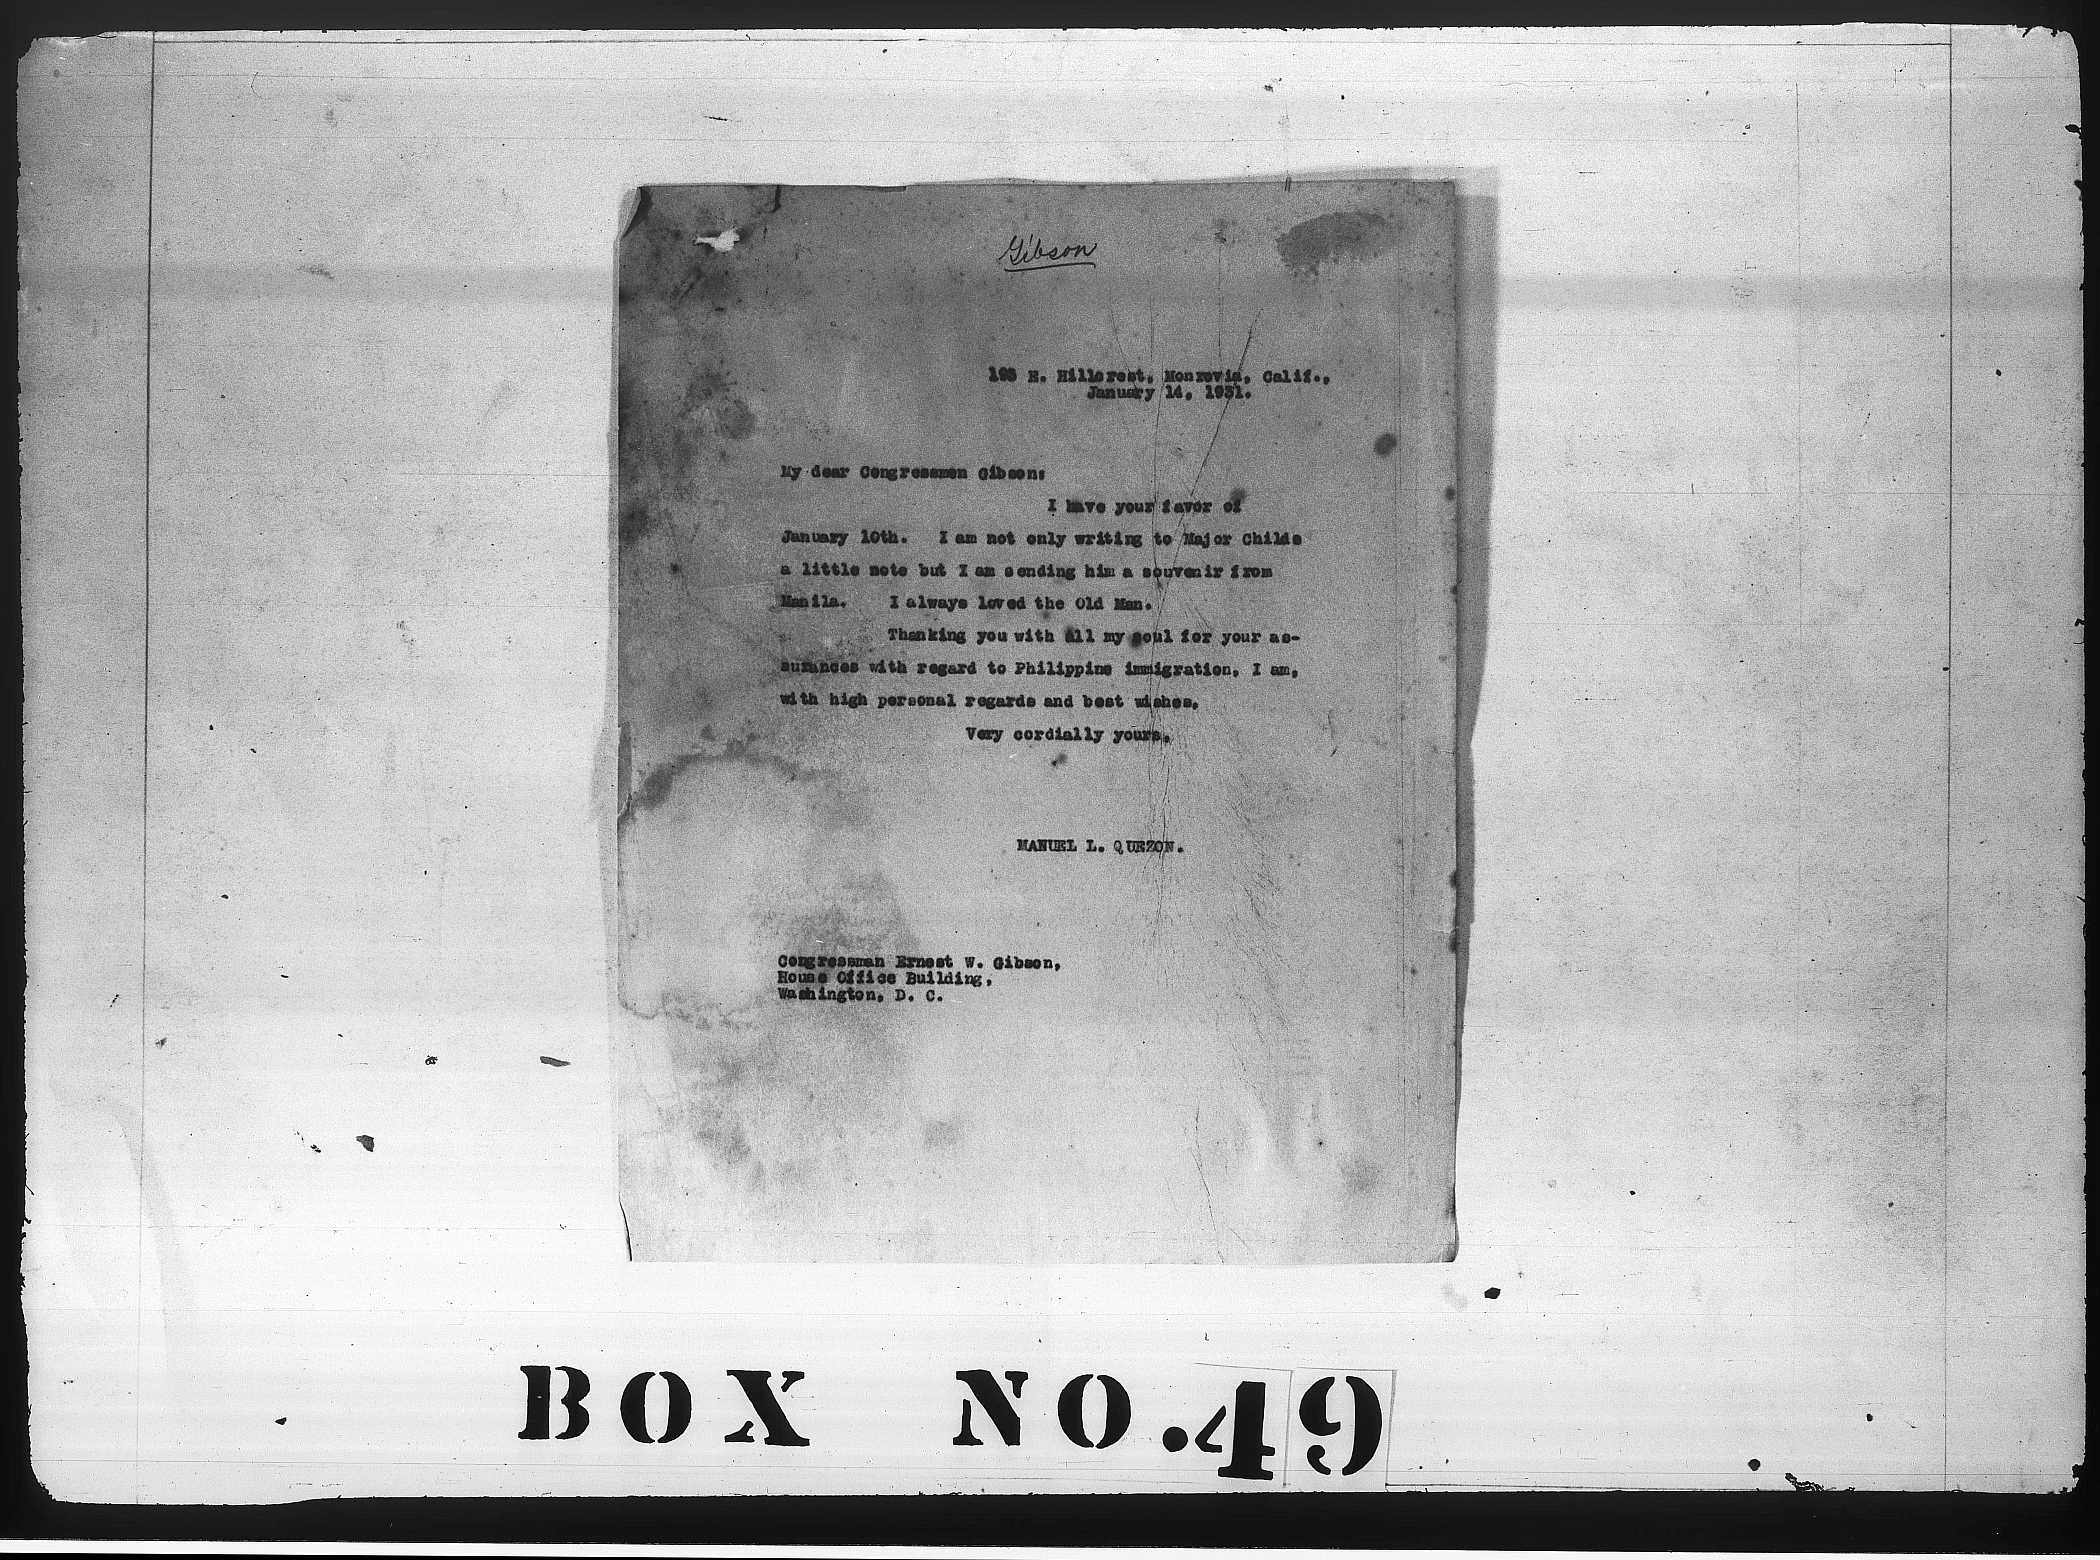 Gibson
193 E. Hillcrest, Monrovia, Calif.,
January 14, 1931.
My dear Congressman Gibson:
I have your favor of
January 10th. I am not only writing to Major Childs
a little note but I am sending him a souvenir from
Manila. I always loved the Old Man.
Thanking you with all my soul for your as-
surances with regard to Philippine immigration, I am,
with high personal regards and best wishes,
Very cordially yours,
MANUEL L. QUEZON.
Congressman Ernest W. Gibson,
House Office Building,
Washington, D. C.
BOX NO. 49